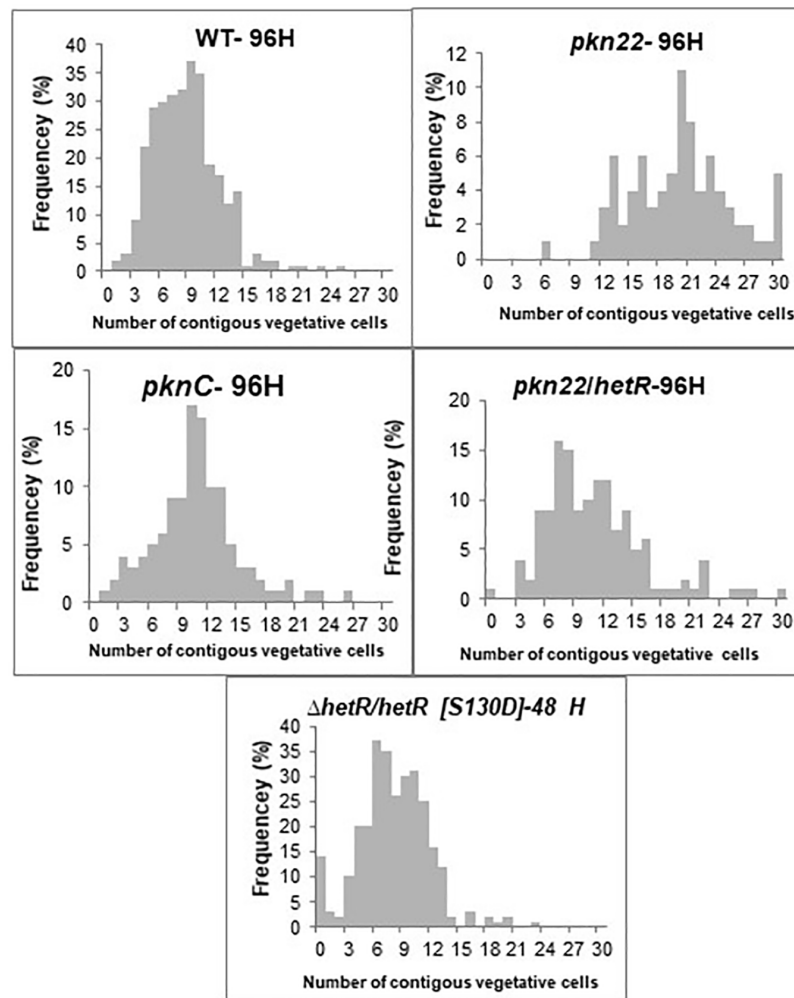 WT- 96H
Frequencey (%)
40
35
30
25
20
15
10
5
0
0 3 6 9 12 15 18 21 24 27 30
Number of contigous vegetative cells
pkn22- 96H
Frequencey (%)
12
10
8
6
4
2
0
0 3 6 9 12 15 18 21 24 27 30
Number of contigous vegetative cells
pknC- 96H
Frequencey (%)
20
15
10
5
0
0 3 6 9 12 15 18 21 24 27 30
Number of contigous vegetative cells
pkn22/hetR-96H
Frequencey (%)
20
15
10
5
0
0 3 6 9 12 15 18 21 24 27 30
Number of contigous vegetative cells
∆hetR/hetR [S130D]-48 H
Frequencey (%)
40
35
30
25
20
15
10
5
0
0 3 6 9 12 15 18 21 24 27 30
Number of contigous vegetative cells